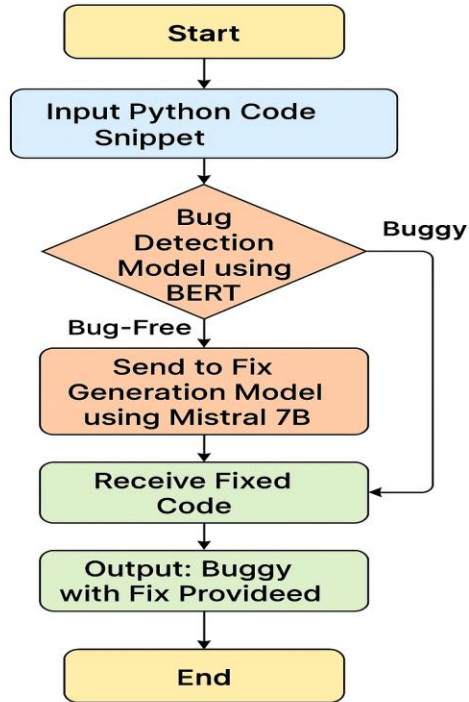 Start
Input Python Code
Snippet
Bug
Detection
Model using
BERT
Buggy
Bug-Free
Send to Fix
Generation Model
using Mistral 7B
Receive Fixed
Code
Output: Buggy
with Fix Provideed
End